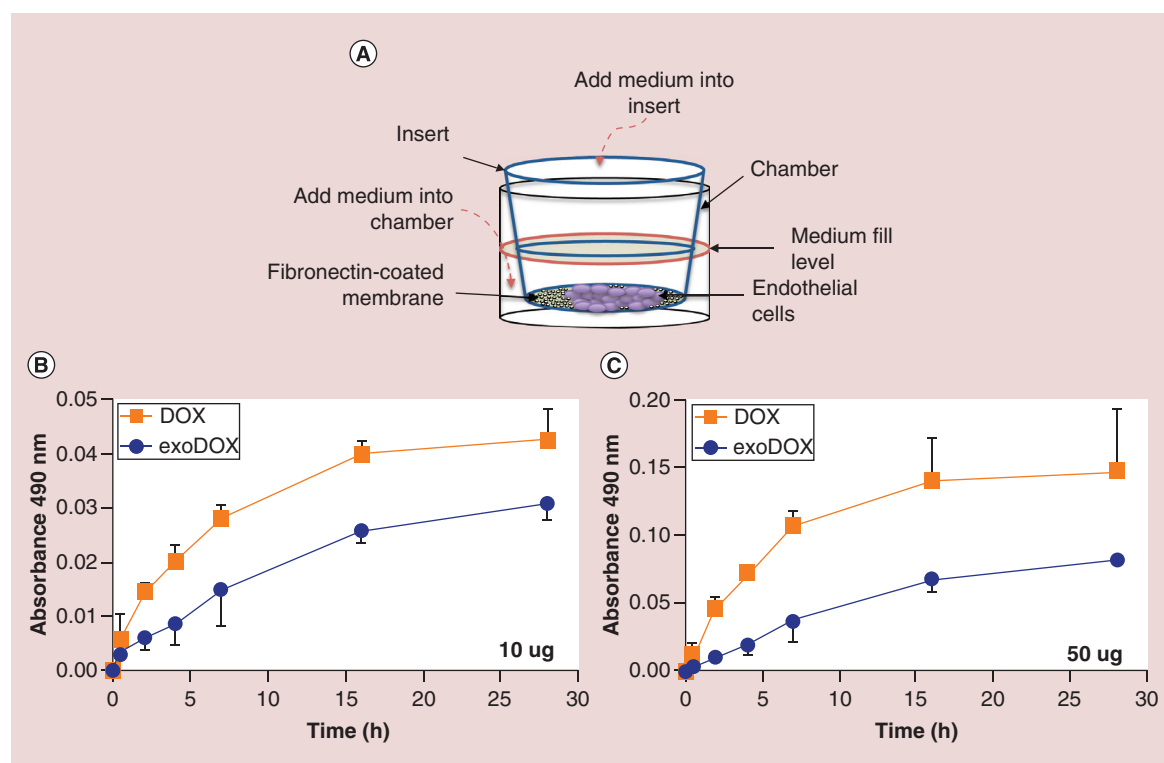 A
Add medium into
insert
Insert
Chamber
Add medium into
chamber
Medium fill
level
Fibronectin-coated
membrane
Endothelial
cells
B
0.05
0.04
0.03
0.02
0.01
0.00
Absorbance 490 nm
DOX
exoDOX
10 ug
0 5 10 15 20 25 30
Time (h)
C
0.20
0.15
0.10
0.05
0.00
Absorbance 490 nm
DOX
exoDOX
50 ug
0 5 10 15 20 25 30
Time (h)